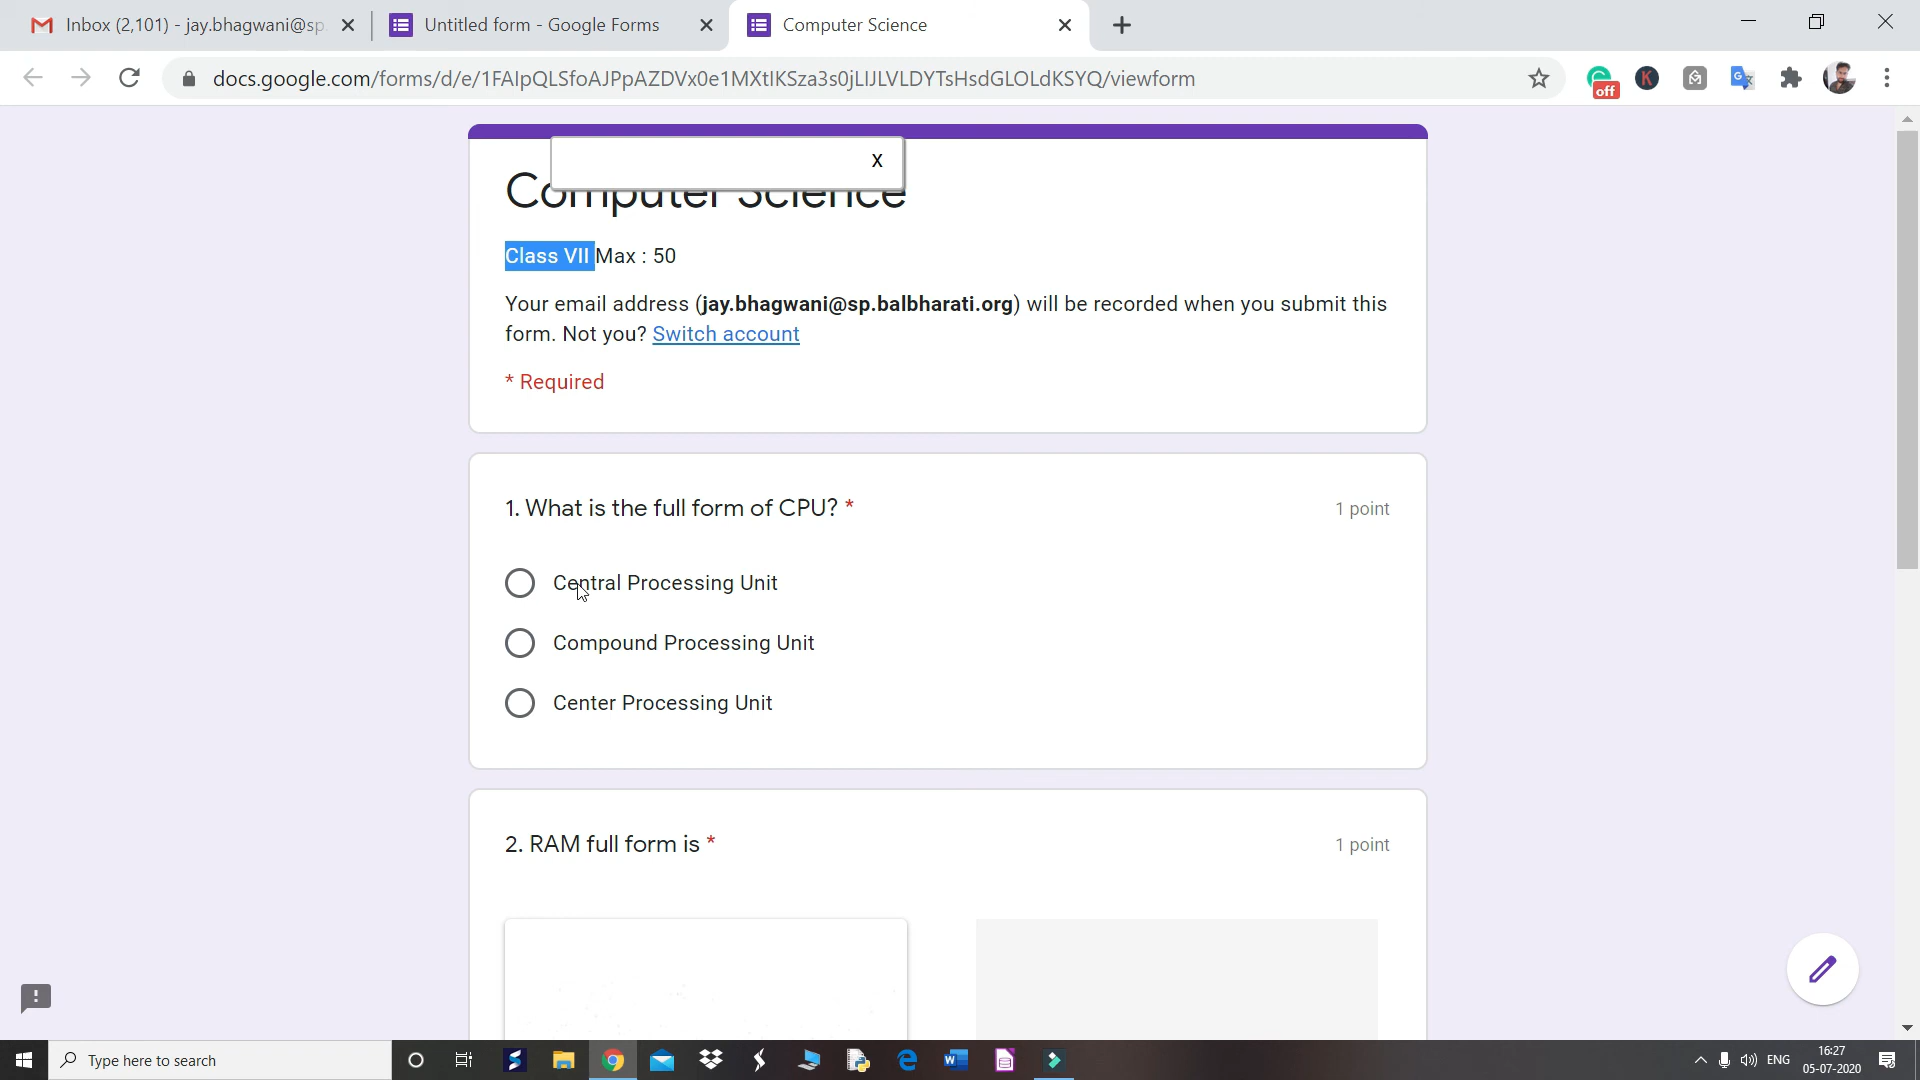 Inbox (2,101) - jay.bhagwani@sp
Untitled form - Google Forms
Computer Science
docs.google.com/forms/d/e/1FAIpQLSfoAJPpAZDVx0e1MXtIKSza3s0jLIJLVLDYTsHsdGLOLdKSYQ/viewform
off
K
x
Computer Science
Class VII Max : 50
Your email address (jay.bhagwani@sp.balbharati.org) will be recorded when you submit this
form. Not you? Switch account
* Required
1. What is the full form of CPU? *
1 point
Central Processing Unit
Compound Processing Unit
Center Processing Unit
2. RAM full form is *
1 point
Type here to search
ENG
16:27
05-07-2020